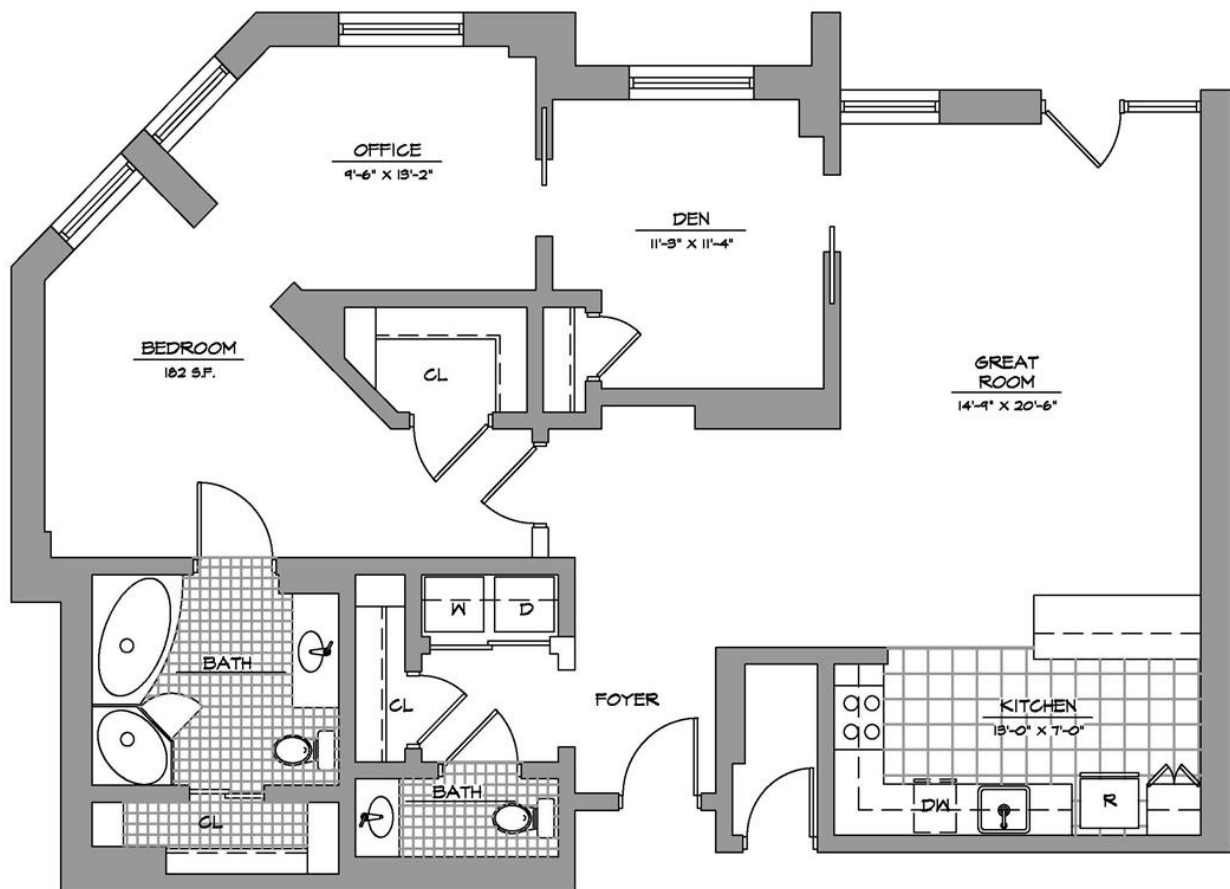 OFFICE
9'-6" X 13'-2"
DEN
11'-3" X 11'-4"
BEDROOM
182 S.F.
CL
GREAT
ROOM
14'-9" X 20'-6"
W
D
BATH
CL
FOYER
KITCHEN
13'-0" X 7'-0"
BATH
CL
DW
R